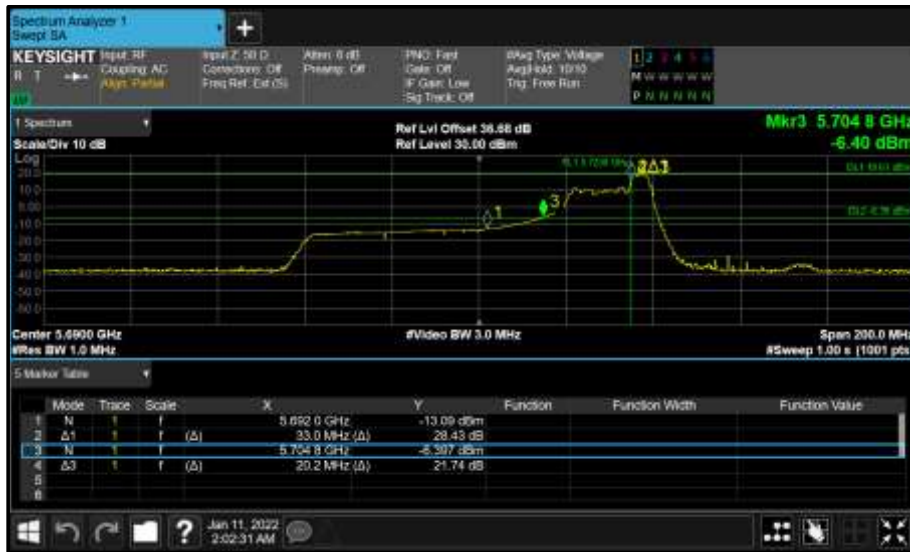 Spectrum Analyzer 1
Swept SA
+
KEYSIGHT Input: RF
R T Coupling: AC
Align: Partial
Input Z: 50 Ω
Corrections: Off
Freq Ref: Ext (S)
Atten: 6 dB
Preamp: Off
PNO: Fast
Gate: Off
IF Gain: Low
Sig Track: Off
#Avg Type: Voltage
Avg|Hold: 10/10
Trig: Free Run
1 2 3 4 5 6
M W W W W W
P N N N N N
1 Spectrum
Scale/Div 10 dB
Ref Lvl Offset 36.68 dB
Ref Level 30.00 dBm
Mkr3 5.704 8 GHz
-6.40 dBm
Log
20.0
10.0
0.00
-10.0
-20.0
-30.0
-40.0
-50.0
-60.0
1
3
Center 5.6900 GHz
#Res BW 1.0 MHz
#Video BW 3.0 MHz
Span 200.0 MHz
#Sweep 1.00 s (1001 pts
5 Marker Table
Mode Trace Scale X Y Function Function Width Function Value
1 N 1 f 5.692 0 GHz -13.09 dBm
2 Δ1 1 f (Δ) 33.0 MHz (Δ) 28.43 dB
3 N 1 f 5.704 8 GHz -6.397 dBm
4 Δ3 1 f (Δ) 20.2 MHz (Δ) 21.74 dB
5
6
?
Jan 11, 2022
2:02:31 AM